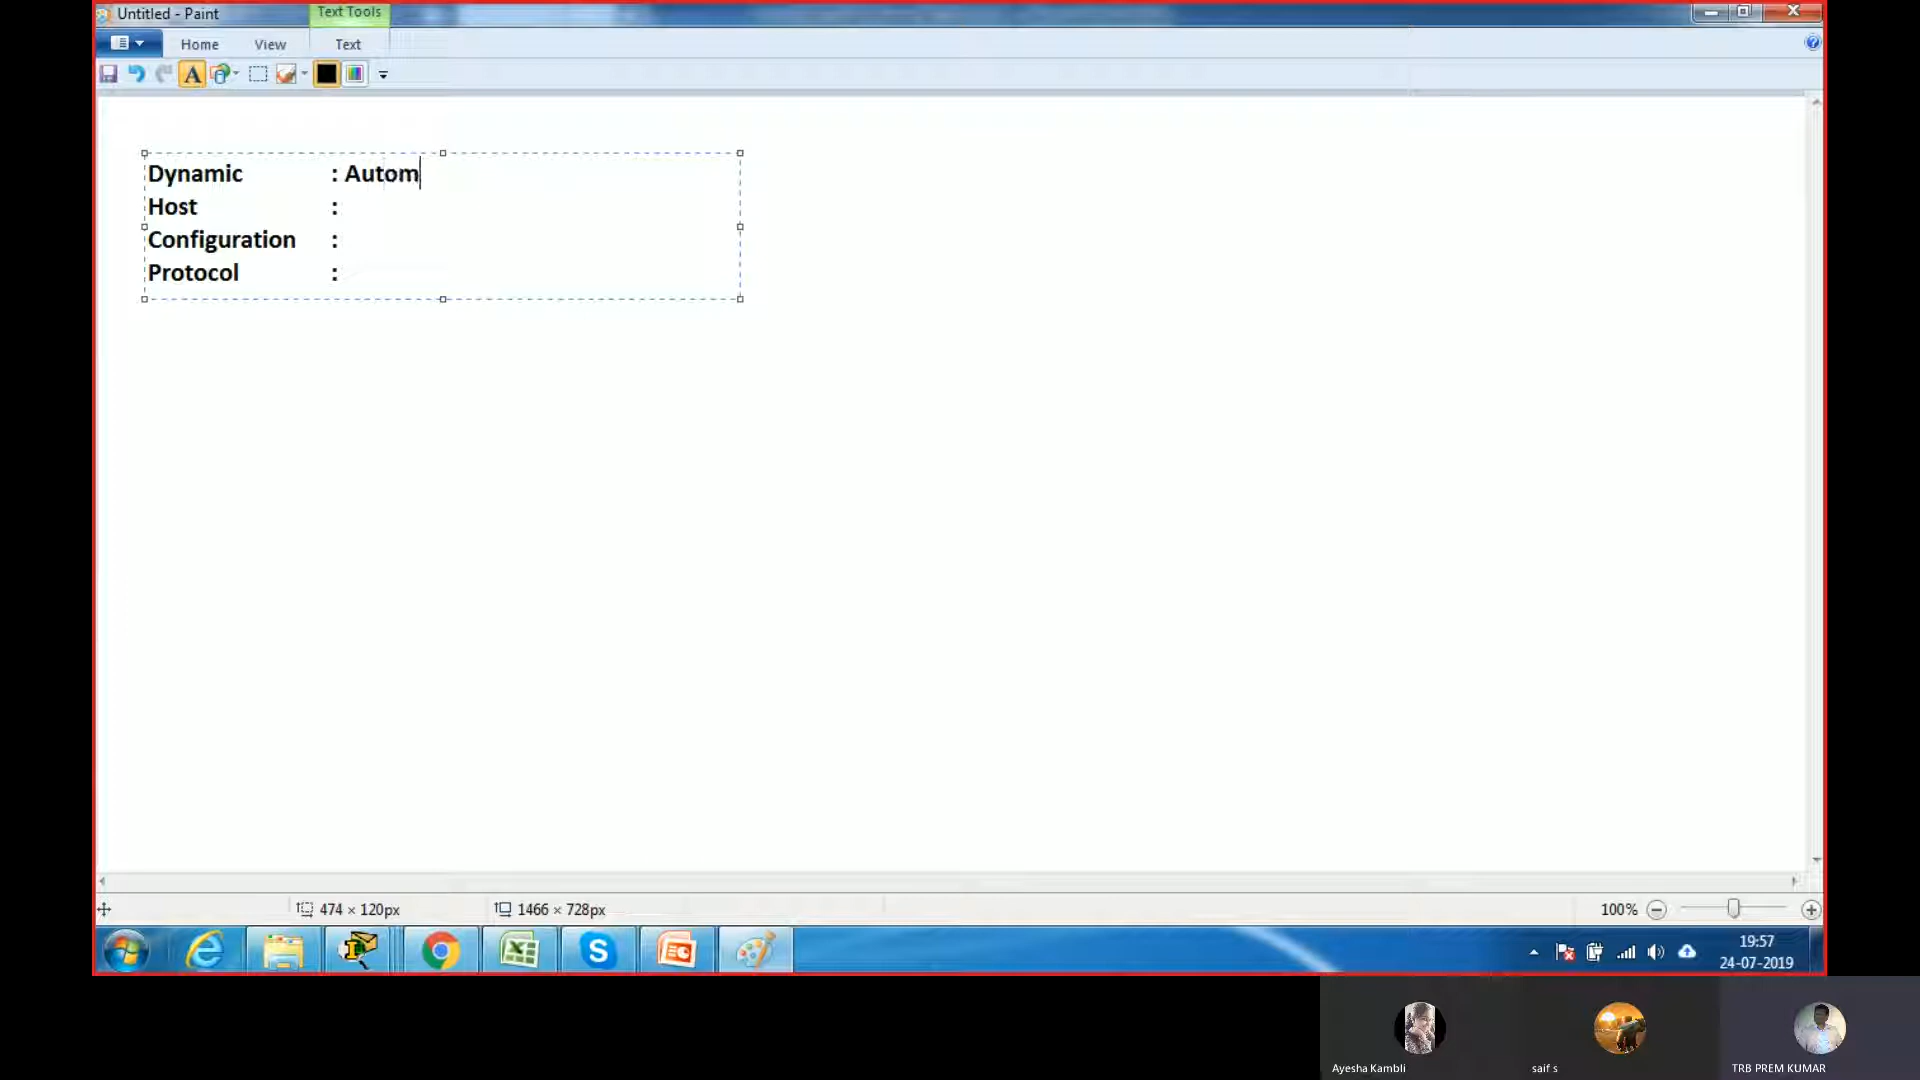 Untitled - Paint
Text Tools
Home
View
Text
A
Dynamic : Autom
Host :
Configuration :
Protocol :
474 × 120px
1466 × 728px
100%
19:57
24-07-2019
Ayesha Kambli
saif s
TRB PREM KUMAR